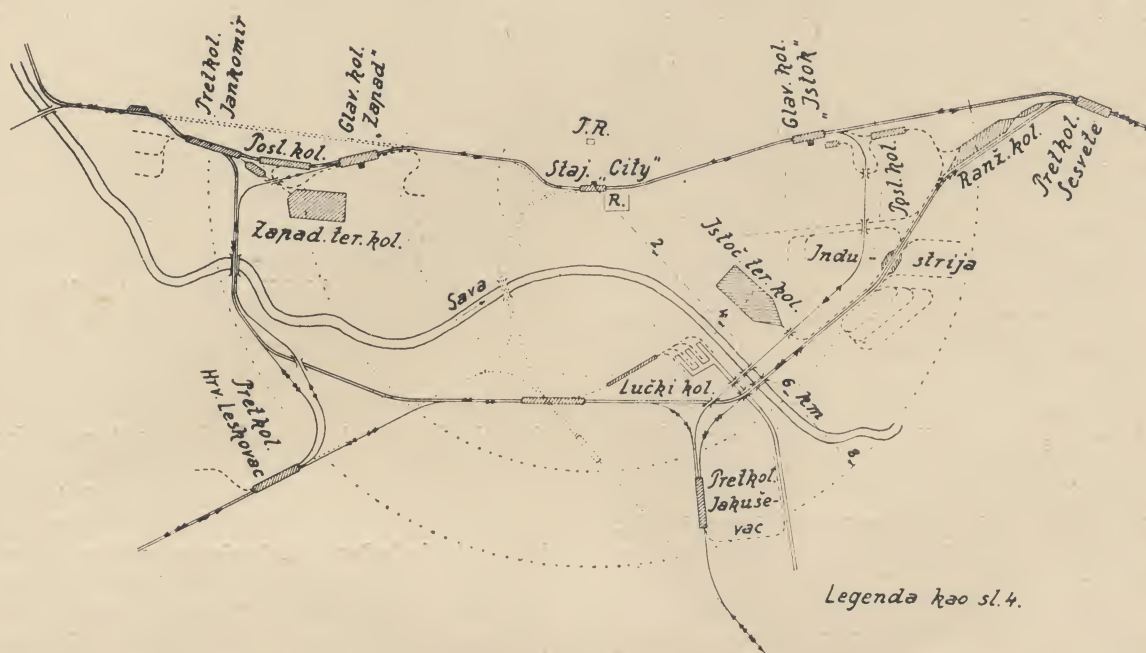 Pretkol.
Jankomir
Glav. kol.
„Zapad"
Posl. kol.
Zapad. ter. kol.
T.R.
Staj. „City"
R.
Glav. kol.
„Istok"
Posl. kol.
Ranž. kol.
Pretkol.
Sesvete
Istoč. ter. kol.
Indu-
strija
Sava
2
4
6 km
8
Lučki kol.
Pretkol.
Hrv. Leskovac
Pretkol.
Jakuše-
vac
Legenda kao sl. 4.